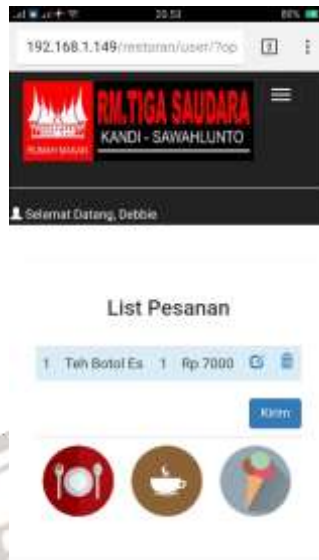 20.53
86%
192.168.1.149/restoran/user/?op
RM.TIGA SAUDARA
KANDI - SAWAHLUNTO
RUMAH MAKAN
Selamat Datang, Debbie
List Pesanan
1 Teh Botol Es 1 Rp 7000
Kirim